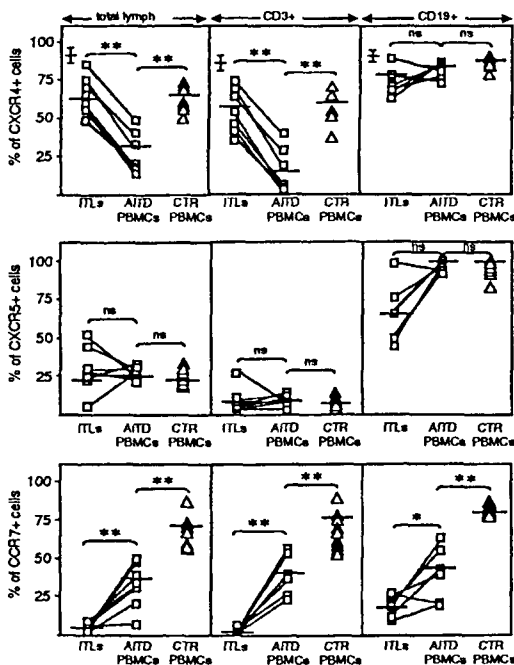 total lymph CD3+ CD19+
% of CXCR4+ cells
100
75
50
25
** ** ** ** ns ns
ITLs AITD CTR ITLs AITD CTR ITLs AITD CTR
PBMCs PBMCs PBMCs PBMCs PBMCs PBMCs
% of CXCR5+ cells
100
75
50
25
ns ns ns ns ns ns
ITLs AITD CTR ITLs AITD CTR ITLs AITD CTR
PBMCs PBMCs PBMCs PBMCs PBMCs PBMCs
% of CCR7+ cells
100
75
50
25
** ** ** ** * **
ITLs AITD CTR ITLs AITD CTR ITLs AITD CTR
PBMCs PBMCs PBMCs PBMCs PBMCs PBMCs